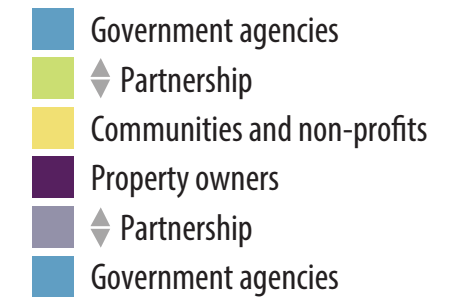 Government agencies
Partnership
Communities and non-profits
Property owners
Partnership
Government agencies